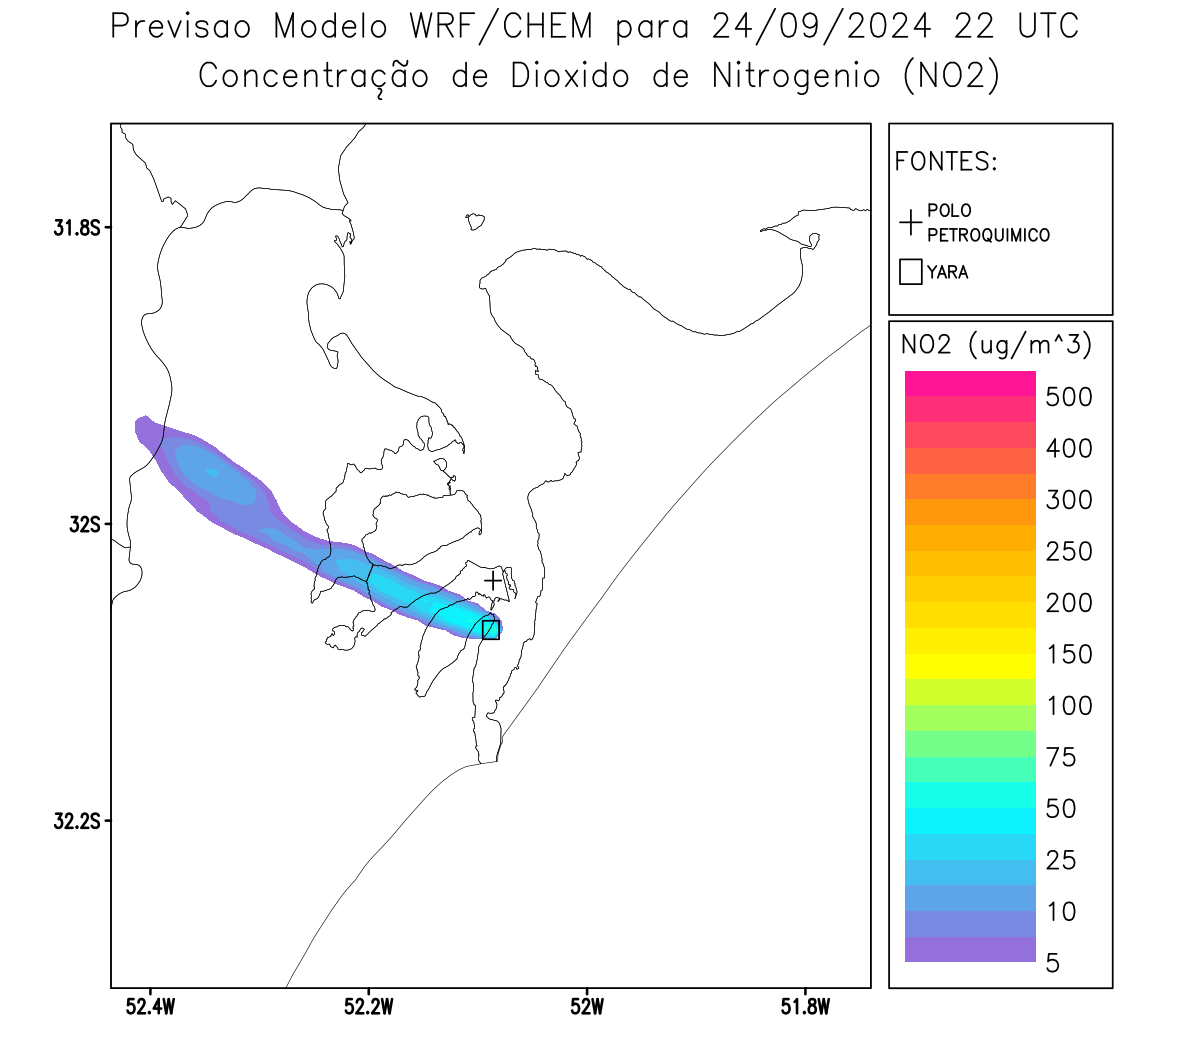 Previsao Modelo WRF/CHEM para 24/09/2024 22 UTC
Concentração de Dioxido de Nitrogenio (NO2)
FONTES:
POLO
PETROQUIMICO
YARA
31.8S
32S
32.2S
52.4W
52.2W
52W
51.8W
NO2 (ug/m^3)
500
400
300
250
200
150
100
75
50
25
10
5